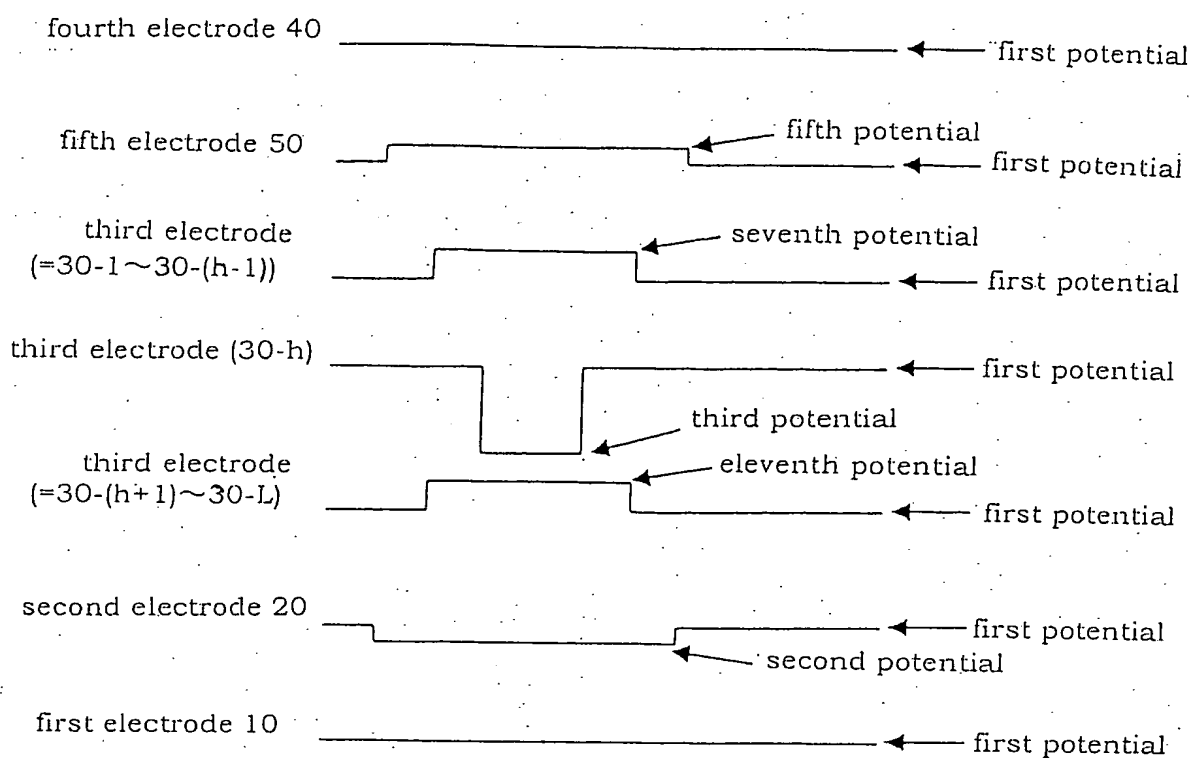 fourth electrode 40
first potential
fifth electrode 50
fifth potential
first potential
third electrode
(=30-1~30-(h-1))
seventh potential
first potential
third electrode (30-h)
first potential
third potential
third electrode
(=30-(h+1)~30-L)
eleventh potential
first potential
second electrode 20
first potential
second potential
first electrode 10
first potential